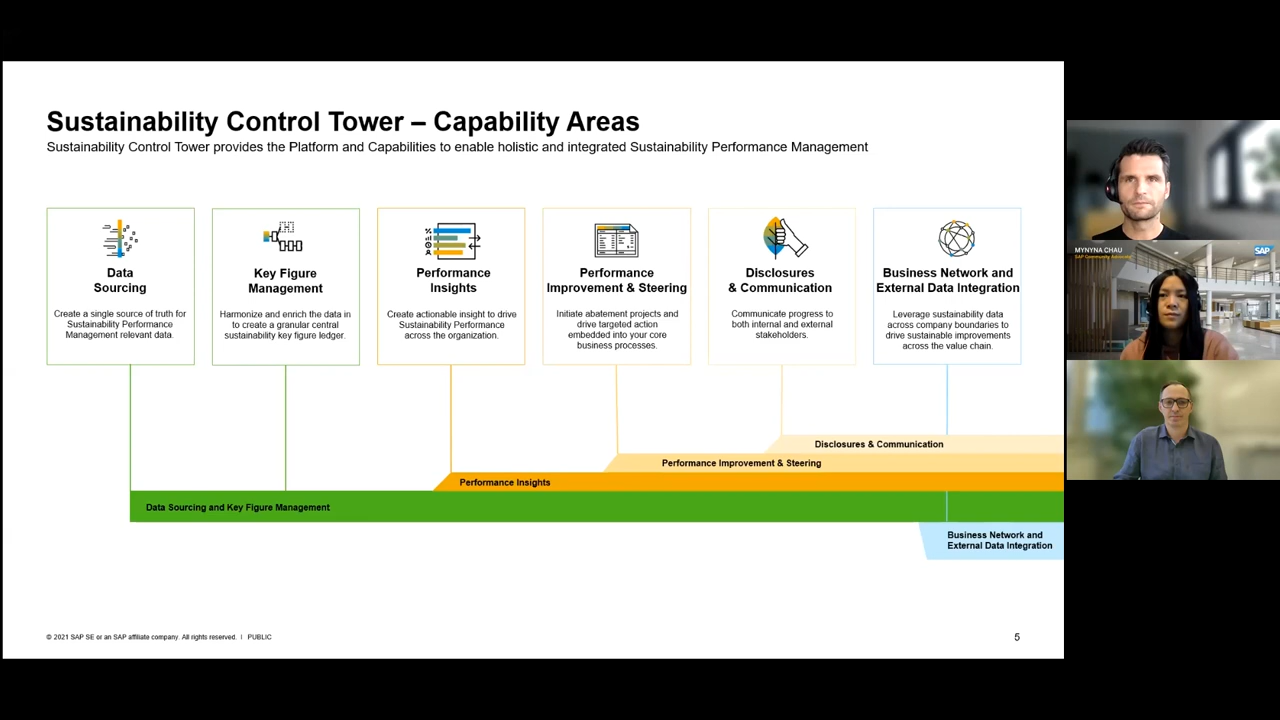 Sustainability Control Tower – Capability Areas
Sustainability Control Tower provides the Platform and Capabilities to enable holistic and integrated Sustainability Performance Management
Data
Sourcing
Create a single source of truth for
Sustainability Performance
Management relevant data.
Key Figure
Management
Harmonize and enrich the data in
to create a granular central
sustainability key figure ledger.
Performance
Insights
Create actionable insight to drive
Sustainability Performance
across the organization.
Performance
Improvement & Steering
Initiate abatement projects and
drive targeted action
embedded into your core
business processes.
Disclosures
& Communication
Communicate progress to
both internal and external
stakeholders.
Business Network and
External Data Integration
Leverage sustainability data
across company boundaries to
drive sustainable improvements
across the value chain.
Disclosures & Communication
Performance Improvement & Steering
Performance Insights
Data Sourcing and Key Figure Management
Business Network and
External Data Integration
© 2021 SAP SE or an SAP affiliate company. All rights reserved. I PUBLIC
5
MYNYNA CHAU
SAP Community Advocate
SAP